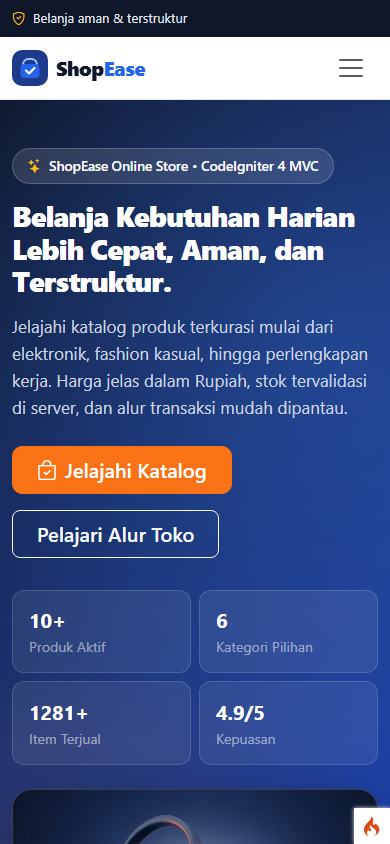 Belanja aman & terstruktur
ShopEase
ShopEase Online Store • CodeIgniter 4 MVC
Belanja Kebutuhan Harian
Lebih Cepat, Aman, dan
Terstruktur.
Jelajahi katalog produk terkurasi mulai dari
elektronik, fashion kasual, hingga perlengkapan
kerja. Harga jelas dalam Rupiah, stok tervalidasi
di server, dan alur transaksi mudah dipantau.
Jelajahi Katalog
Pelajari Alur Toko
10+
Produk Aktif
6
Kategori Pilihan
1281+
Item Terjual
4.9/5
Kepuasan